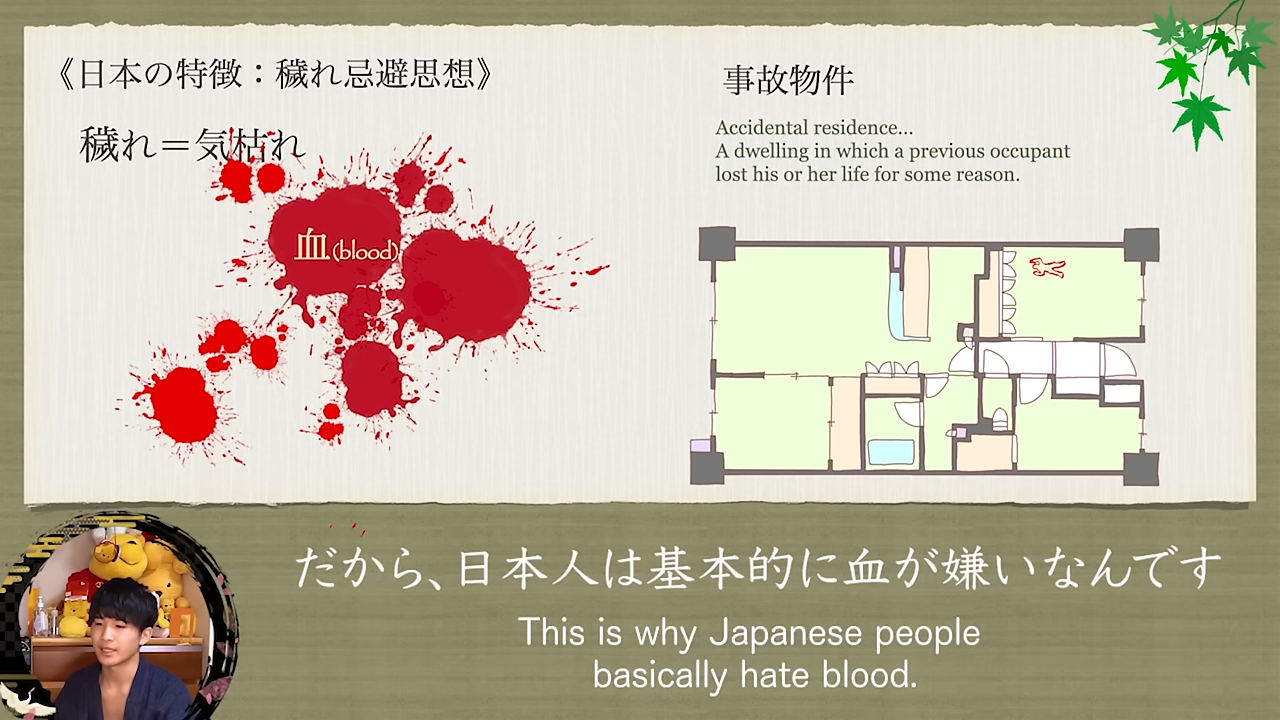 《日本の特徴：穢れ忌避思想》
穢れ＝気枯れ
血(blood)
事故物件
Accidental residence...
A dwelling in which a previous occupant
lost his or her life for some reason.
だから、日本人は基本的に血が嫌いなんです
This is why Japanese people
basically hate blood.